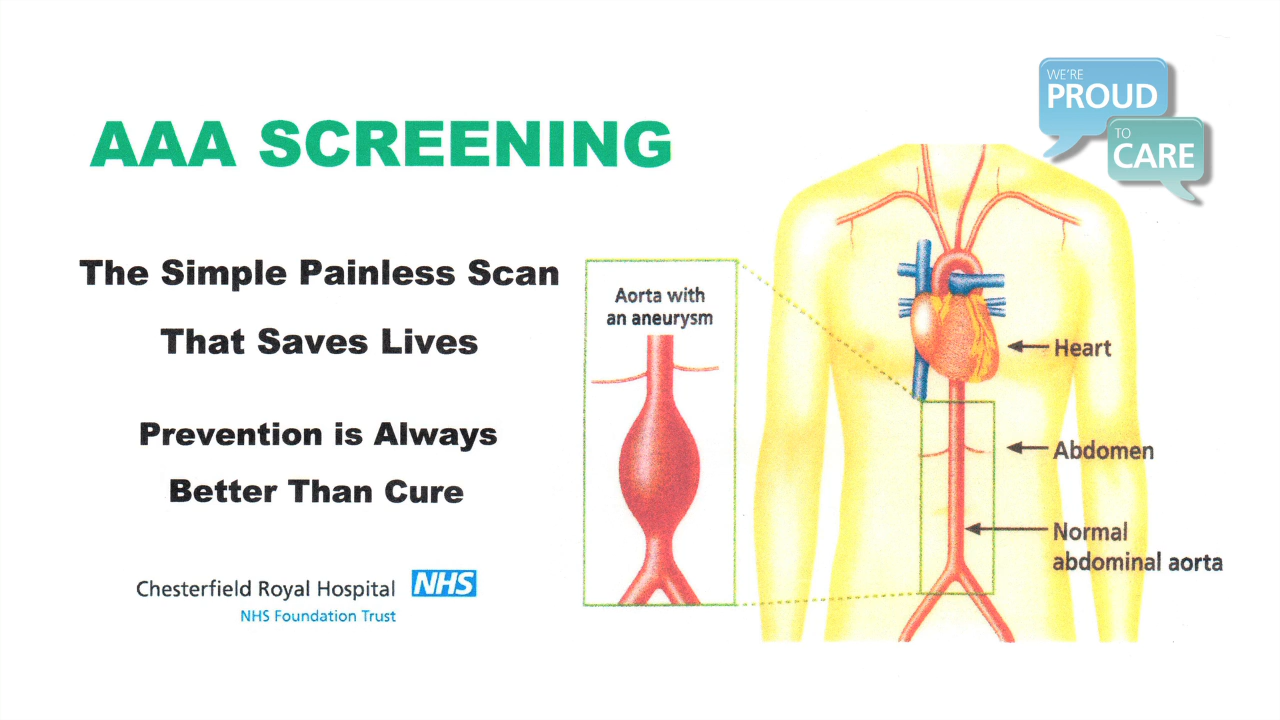 WE'RE
PROUD
TO
CARE
AAA SCREENING
The Simple Painless Scan
That Saves Lives
Prevention is Always
Better Than Cure
Chesterfield Royal Hospital NHS
NHS Foundation Trust
Aorta with
an aneurysm
Heart
Abdomen
Normal
abdominal aorta